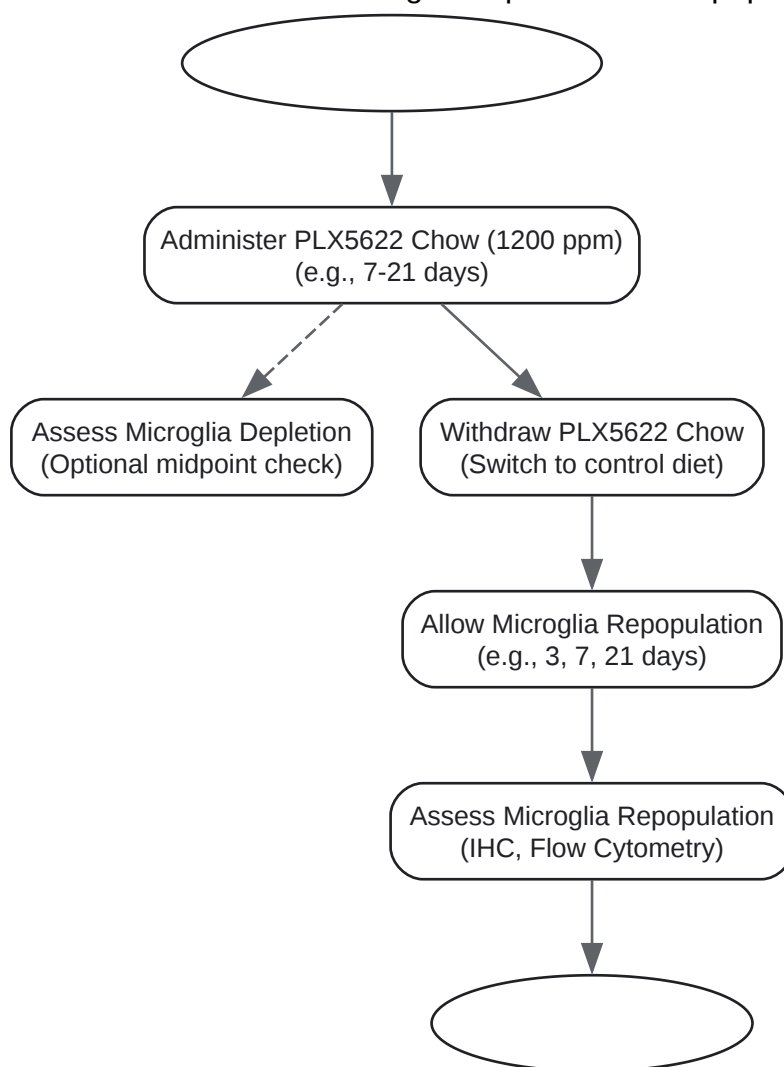 Administer PLX5622 Chow (1200 ppm)
(e.g., 7-21 days)
Assess Microglia Depletion
(Optional midpoint check)
Withdraw PLX5622 Chow
(Switch to control diet)
Allow Microglia Repopulation
(e.g., 3, 7, 21 days)
Assess Microglia Repopulation
(IHC, Flow Cytometry)